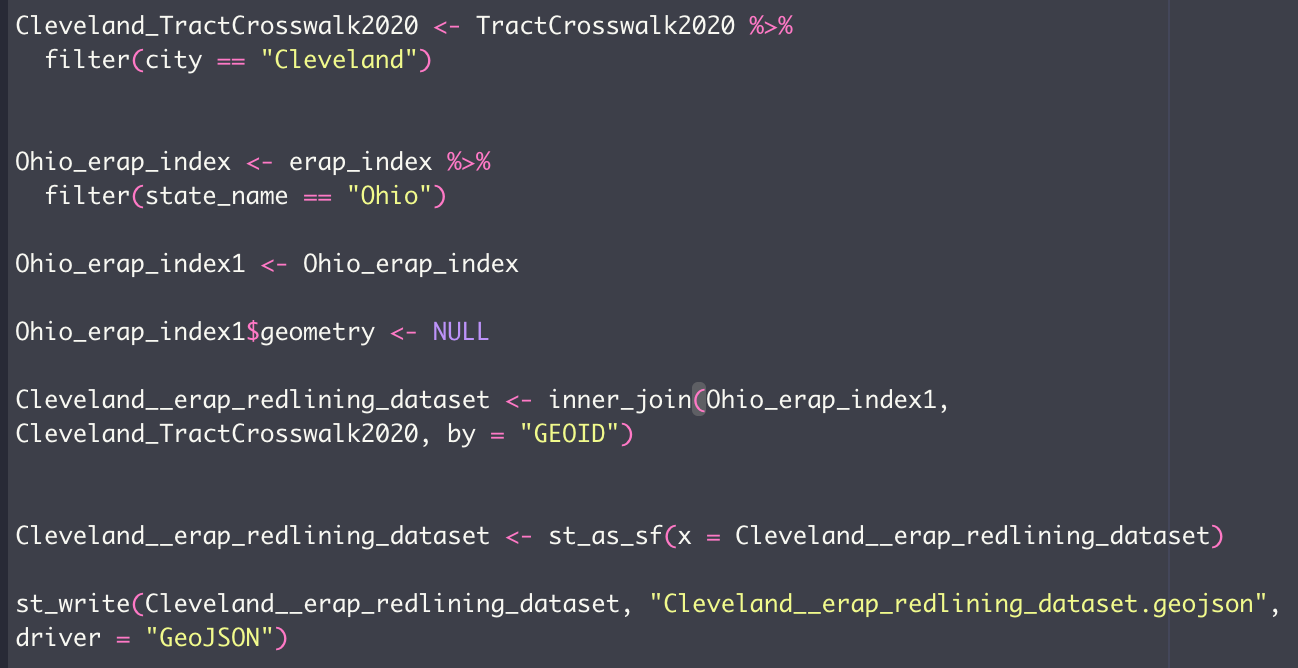 Cleveland_TractCrosswalk2020 <- TractCrosswalk2020 %>%
  filter(city == "Cleveland")
Ohio_erap_index <- erap_index %>%
  filter(state_name == "Ohio")
Ohio_erap_index1 <- Ohio_erap_index
Ohio_erap_index1$geometry <- NULL
Cleveland__erap_redlining_dataset <- inner_join(Ohio_erap_index1,
Cleveland_TractCrosswalk2020, by = "GEOID")
Cleveland__erap_redlining_dataset <- st_as_sf(x = Cleveland__erap_redlining_dataset)
st_write(Cleveland__erap_redlining_dataset, "Cleveland__erap_redlining_dataset.geojson",
driver = "GeoJSON")